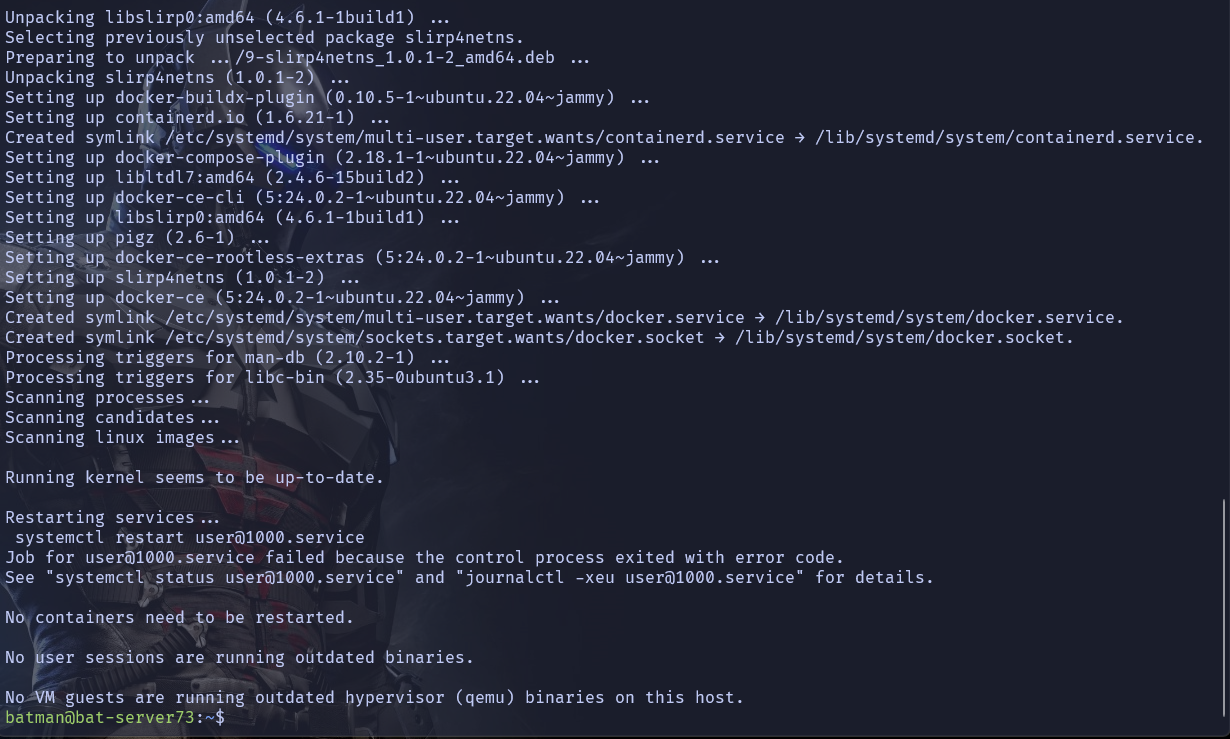 Unpacking libslirp0:amd64 (4.6.1-1build1) ...
Selecting previously unselected package slirp4netns.
Preparing to unpack .../9-slirp4netns_1.0.1-2_amd64.deb ...
Unpacking slirp4netns (1.0.1-2) ...
Setting up docker-buildx-plugin (0.10.5-1~ubuntu.22.04~jammy) ...
Setting up containerd.io (1.6.21-1) ...
Created symlink /etc/systemd/system/multi-user.target.wants/containerd.service → /lib/systemd/system/containerd.service.
Setting up docker-compose-plugin (2.18.1-1~ubuntu.22.04~jammy) ...
Setting up libltdl7:amd64 (2.4.6-15build2) ...
Setting up docker-ce-cli (5:24.0.2-1~ubuntu.22.04~jammy) ...
Setting up libslirp0:amd64 (4.6.1-1build1) ...
Setting up pigz (2.6-1) ...
Setting up docker-ce-rootless-extras (5:24.0.2-1~ubuntu.22.04~jammy) ...
Setting up slirp4netns (1.0.1-2) ...
Setting up docker-ce (5:24.0.2-1~ubuntu.22.04~jammy) ...
Created symlink /etc/systemd/system/multi-user.target.wants/docker.service → /lib/systemd/system/docker.service.
Created symlink /etc/systemd/system/sockets.target.wants/docker.socket → /lib/systemd/system/docker.socket.
Processing triggers for man-db (2.10.2-1) ...
Processing triggers for libc-bin (2.35-0ubuntu3.1) ...
Scanning processes...
Scanning candidates...
Scanning linux images...
Running kernel seems to be up-to-date.
Restarting services...
 systemctl restart user@1000.service
Job for user@1000.service failed because the control process exited with error code.
See "systemctl status user@1000.service" and "journalctl -xeu user@1000.service" for details.
No containers need to be restarted.
No user sessions are running outdated binaries.
No VM guests are running outdated hypervisor (qemu) binaries on this host.
batman@bat-server73:~$